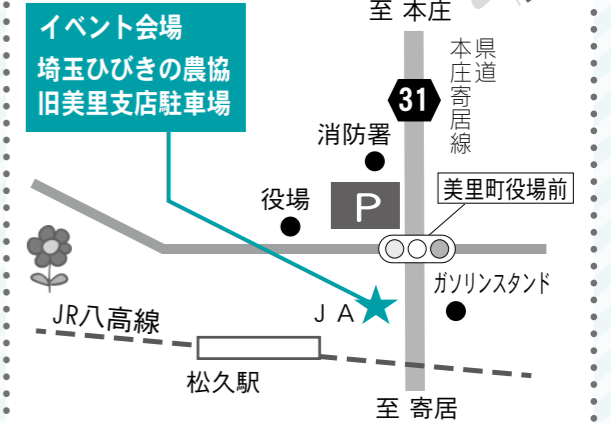 至 本庄
イベント会場
埼玉ひびきの農協
旧美里支店駐車場
31
県道
本庄寄居線
消防署
役場
P
美里町役場前
ガソリンスタンド
JA
JR八高線
松久駅
至 寄居